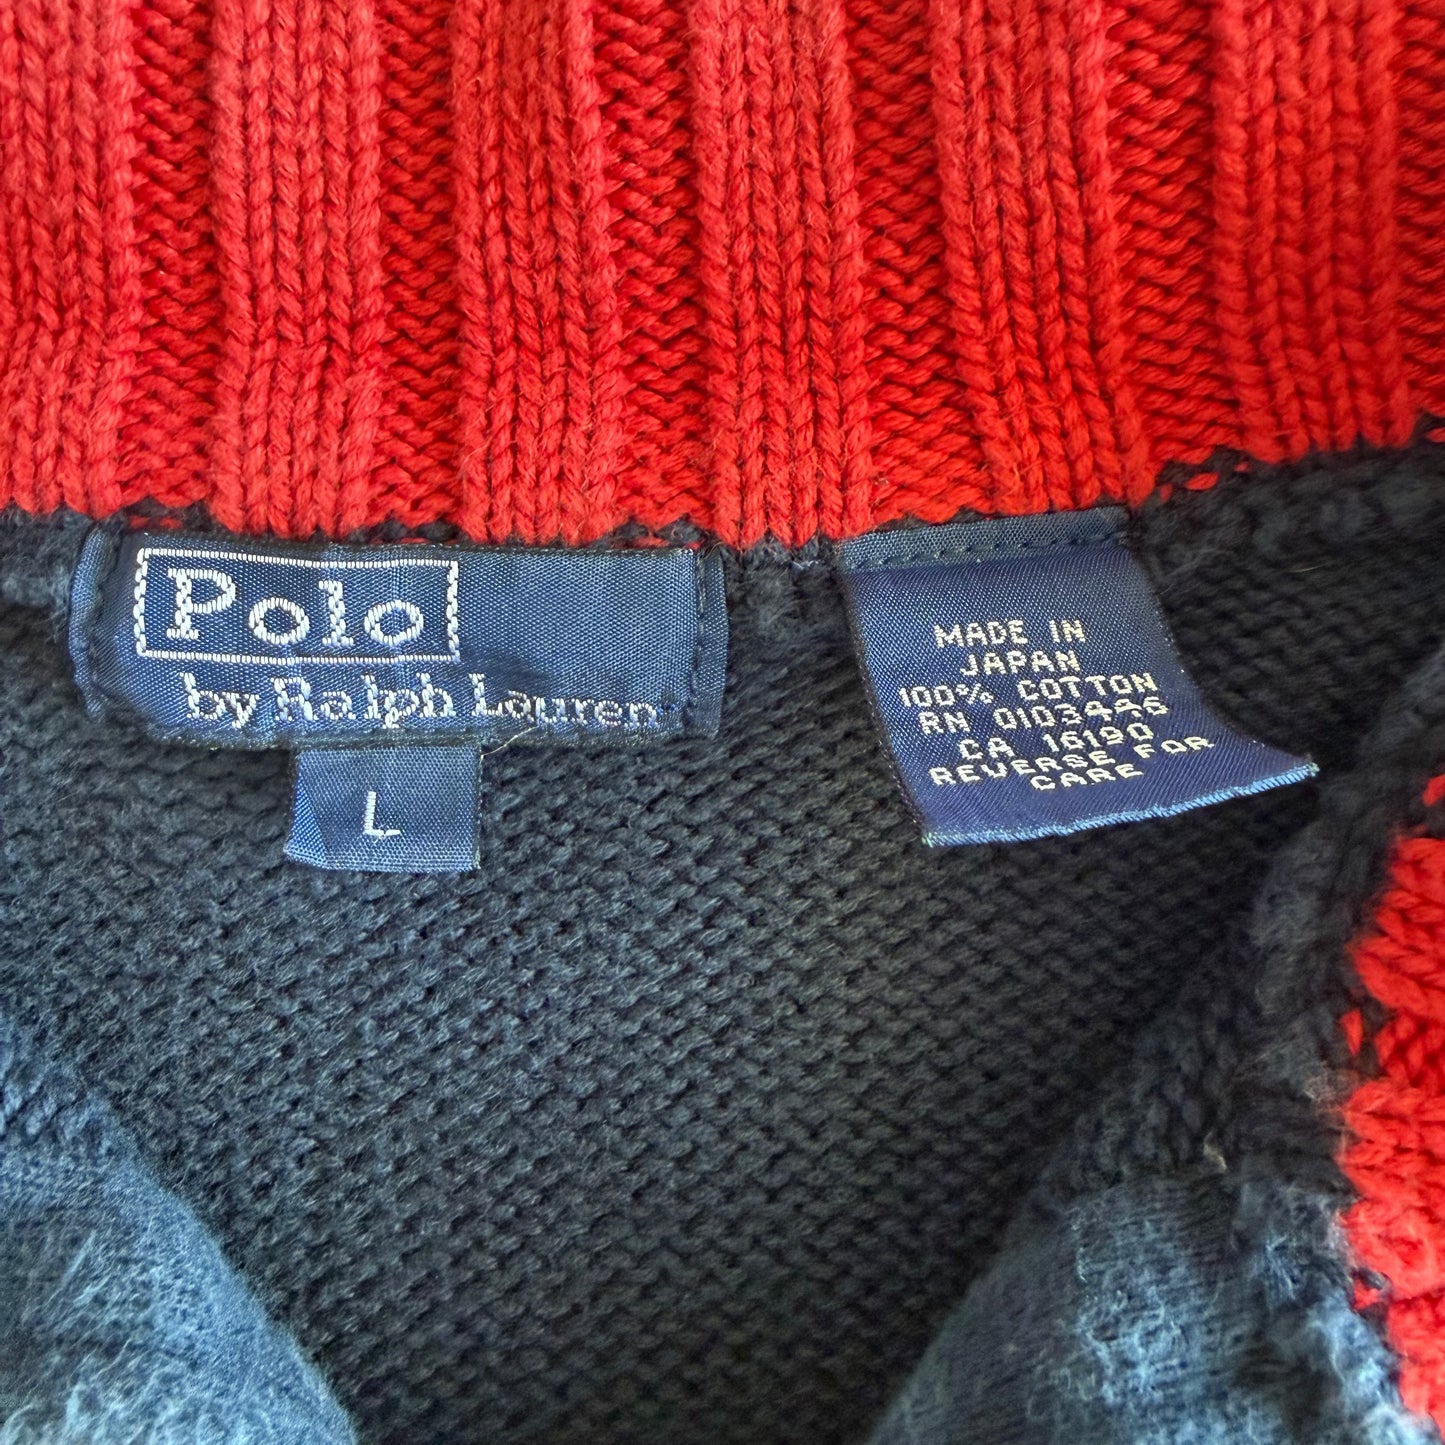 Polo
by Ralph Lauren
L
MADE IN
JAPAN
100% COTTON
RN 0103446
CA 16190
REVERSE FOR
CARE